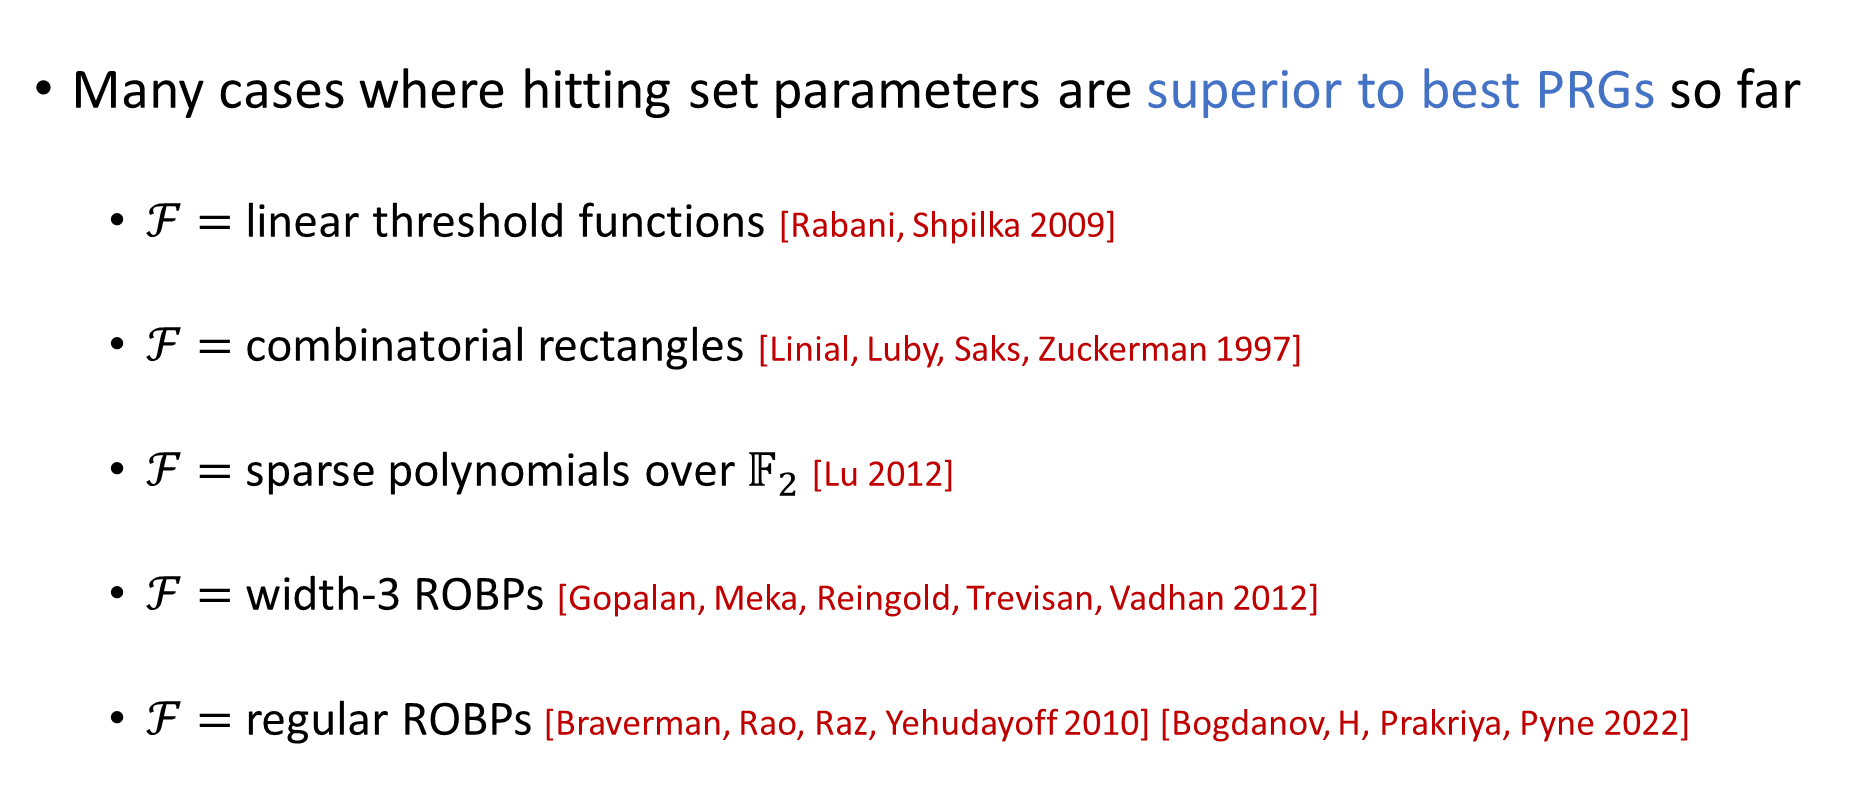 • Many cases where hitting set parameters are superior to best PRGs so far
• ℱ = linear threshold functions [Rabani, Shpilka 2009]
• ℱ = combinatorial rectangles [Linial, Luby, Saks, Zuckerman 1997]
• ℱ = sparse polynomials over 𝔽₂ [Lu 2012]
• ℱ = width-3 ROBPs [Gopalan, Meka, Reingold, Trevisan, Vadhan 2012]
• ℱ = regular ROBPs [Braverman, Rao, Raz, Yehudayoff 2010] [Bogdanov, H, Prakriya, Pyne 2022]